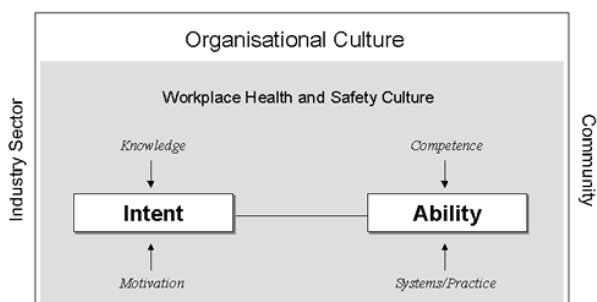 Organisational Culture
Industry Sector
Community
Workplace Health and Safety Culture
Knowledge
Competence
Intent
Ability
Motivation
Systems/Practice